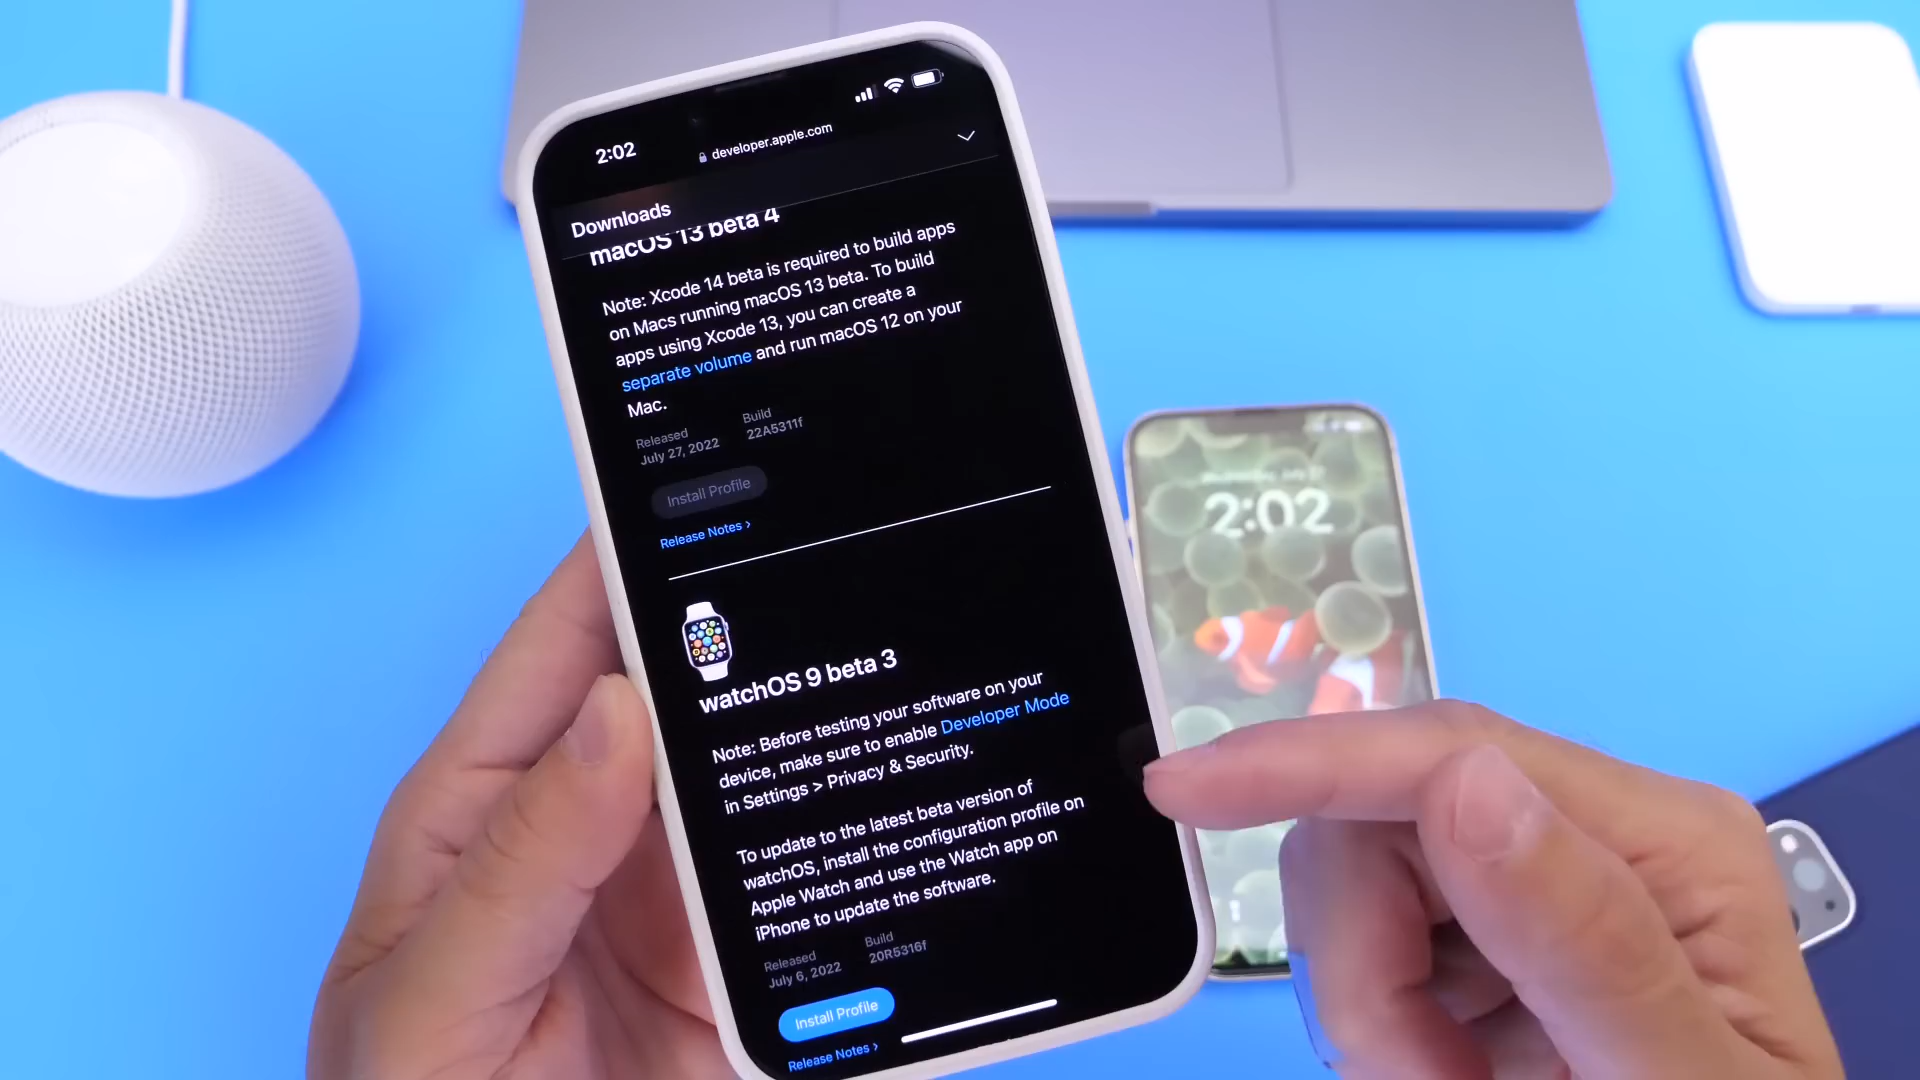 2:02
developer.apple.com
Downloads
macOS 13 beta 4
Note: Xcode 14 beta is required to build apps
on Macs running macOS 13 beta. To build
apps using Xcode 13, you can create a
separate volume and run macOS 12 on your
Mac.
Released Build
July 27, 2022 22A5311f
Install Profile
Release Notes ›
watchOS 9 beta 3
Note: Before testing your software on your
device, make sure to enable Developer Mode
in Settings > Privacy & Security.
To update to the latest beta version of
watchOS, install the configuration profile on
Apple Watch and use the Watch app on
iPhone to update the software.
Released Build
July 6, 2022 20R5316f
Install Profile
Release Notes ›
2:02